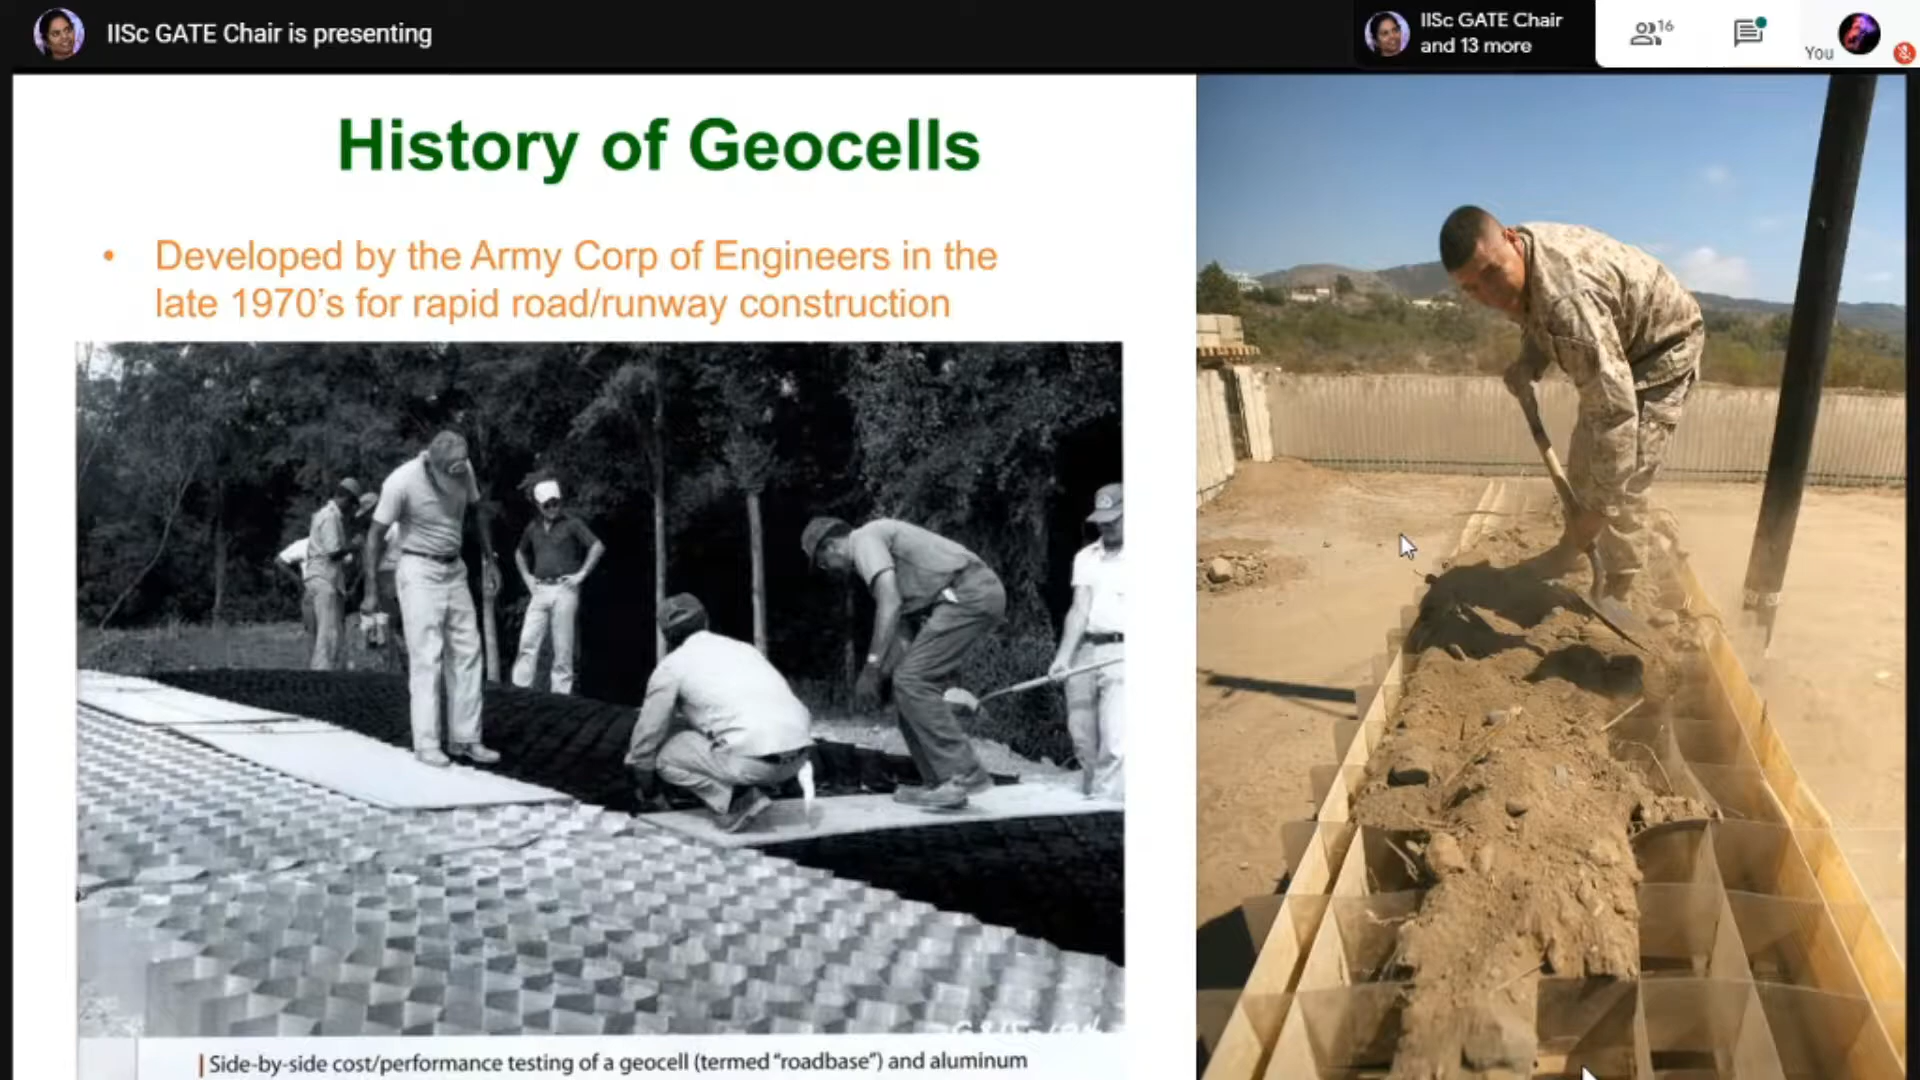 IISc GATE Chair is presenting
IISc GATE Chair
and 13 more
16
You
History of Geocells
• Developed by the Army Corp of Engineers in the
late 1970's for rapid road/runway construction
Side-by-side cost/performance testing of a geocell (termed “roadbase”) and aluminum